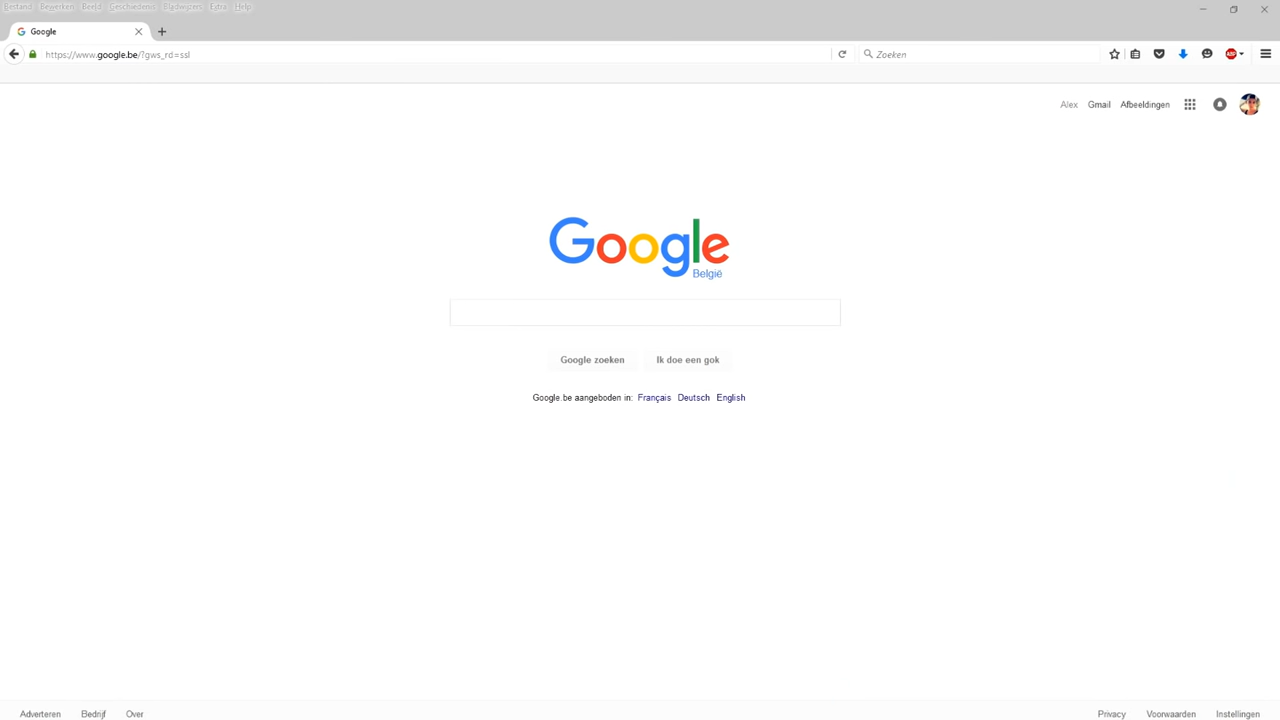 Bestand Bewerken Beeld Geschiedenis Bladwijzers Extra Help
Google
https://www.google.be/?gws_rd=ssl
Zoeken
ABP
Alex Gmail Afbeeldingen
Google
België
Google zoeken Ik doe een gok
Google.be aangeboden in: Français Deutsch English
Adverteren Bedrijf Over Privacy Voorwaarden Instellingen